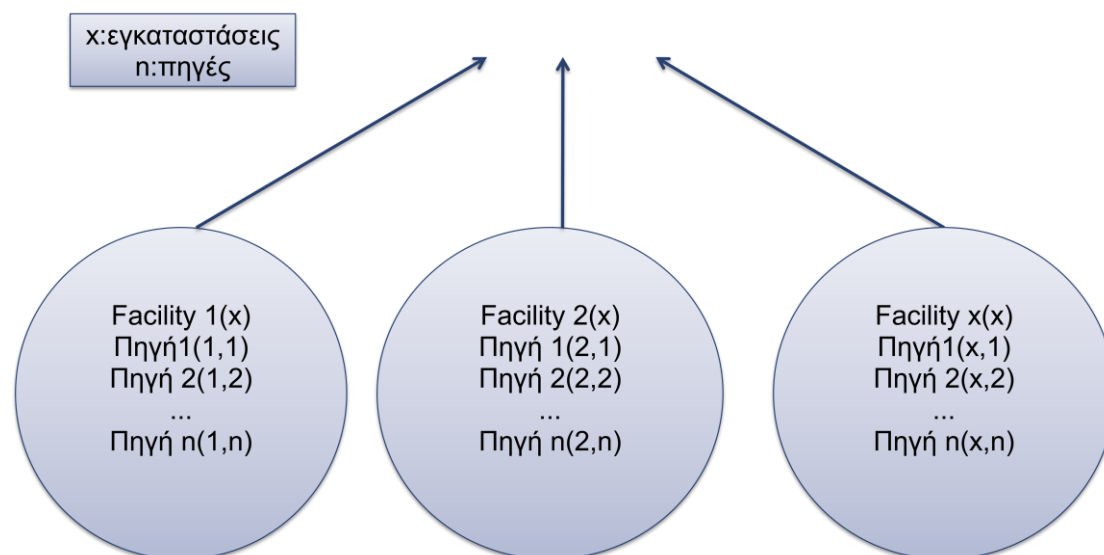 x:εγκαταστάσεις
n:πηγές
Facility 1(x)
Πηγή1(1,1)
Πηγή 2(1,2)
...
Πηγή n(1,n)
Facility 2(x)
Πηγή 1(2,1)
Πηγή 2(2,2)
...
Πηγή n(2,n)
Facility x(x)
Πηγή1(x,1)
Πηγή 2(x,2)
...
Πηγή n(x,n)